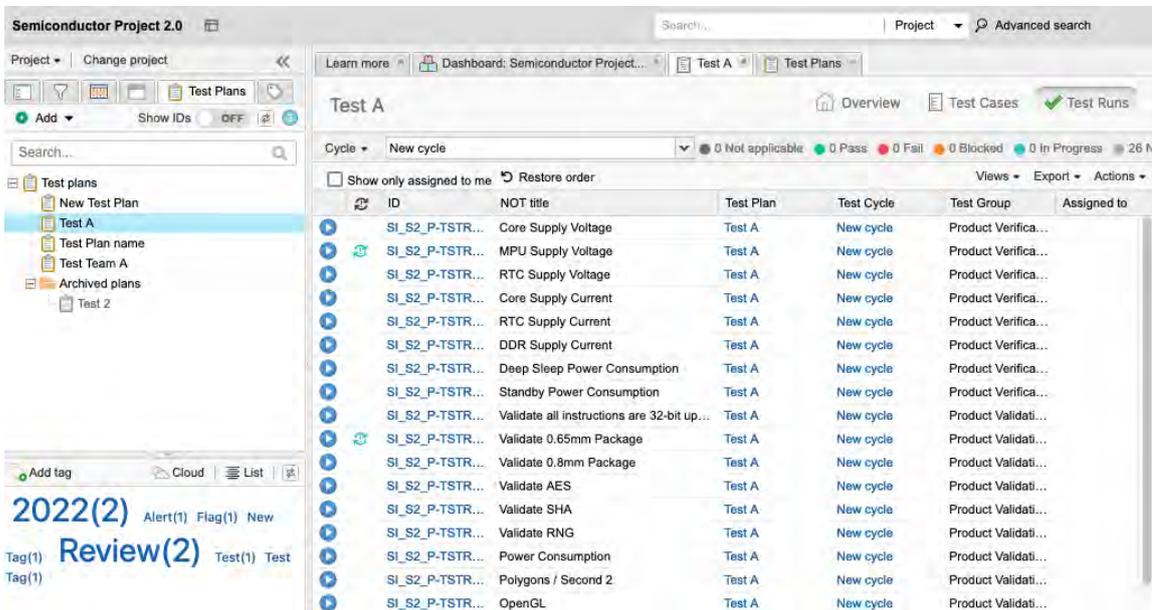 Semiconductor Project 2.0
Search... Project Advanced search
Project Change project
Learn more Dashboard: Semiconductor Project... Test A Test Plans
Test Plans
Add Show IDs OFF
Test A Overview Test Cases Test Runs
Search...
Cycle New cycle 0 Not applicable 0 Pass 0 Fail 0 Blocked 0 In Progress 26 N
Show only assigned to me Restore order Views Export Actions
Test plans
New Test Plan
Test A
Test Plan name
Test Team A
Archived plans
Test 2
ID NOT title Test Plan Test Cycle Test Group Assigned to
SI_S2_P-TSTR... Core Supply Voltage Test A New cycle Product Verifica...
SI_S2_P-TSTR... MPU Supply Voltage Test A New cycle Product Verifica...
SI_S2_P-TSTR... RTC Supply Voltage Test A New cycle Product Verifica...
SI_S2_P-TSTR... Core Supply Current Test A New cycle Product Verifica...
SI_S2_P-TSTR... RTC Supply Current Test A New cycle Product Verifica...
SI_S2_P-TSTR... DDR Supply Current Test A New cycle Product Verifica...
SI_S2_P-TSTR... Deep Sleep Power Consumption Test A New cycle Product Verifica...
SI_S2_P-TSTR... Standby Power Consumption Test A New cycle Product Verifica...
SI_S2_P-TSTR... Validate all instructions are 32-bit up... Test A New cycle Product Validati...
SI_S2_P-TSTR... Validate 0.65mm Package Test A New cycle Product Validati...
SI_S2_P-TSTR... Validate 0.8mm Package Test A New cycle Product Validati...
SI_S2_P-TSTR... Validate AES Test A New cycle Product Validati...
SI_S2_P-TSTR... Validate SHA Test A New cycle Product Validati...
SI_S2_P-TSTR... Validate RNG Test A New cycle Product Validati...
SI_S2_P-TSTR... Power Consumption Test A New cycle Product Validati...
SI_S2_P-TSTR... Polygons / Second 2 Test A New cycle Product Validati...
SI_S2_P-TSTR... OpenGL Test A New cycle Product Validati...
Add tag Cloud List
2022(2) Alert(1) Flag(1) New
Tag(1) Review(2) Test(1) Test
Tag(1)